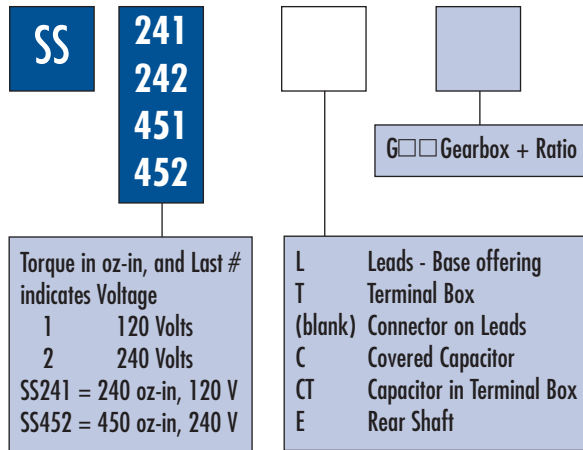 SS
241
242
451
452
G□□Gearbox + Ratio
Torque in oz-in, and Last #
indicates Voltage
1 120 Volts
2 240 Volts
SS241 = 240 oz-in, 120 V
SS452 = 450 oz-in, 240 V
L Leads - Base offering
T Terminal Box
(blank) Connector on Leads
C Covered Capacitor
CT Capacitor in Terminal Box
E Rear Shaft